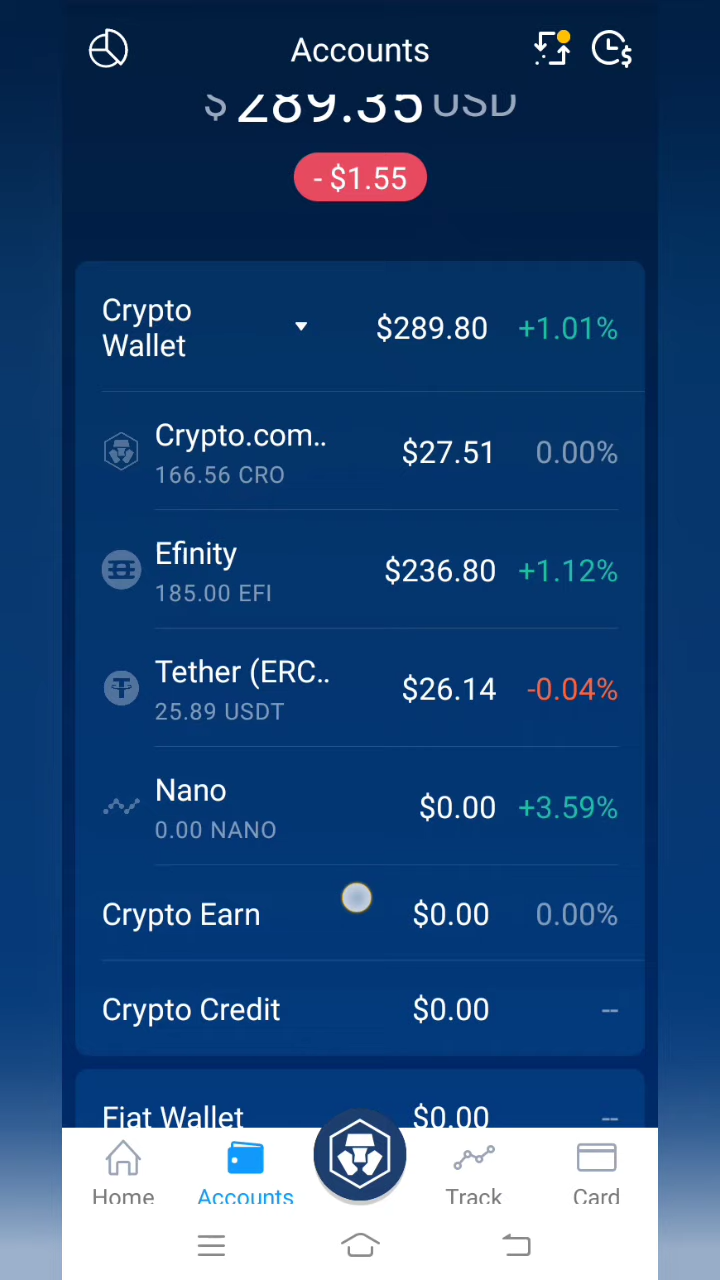 Accounts
$ 289.35 USD
- $1.55
Crypto Wallet $289.80 +1.01%
Crypto.com.. $27.51 0.00%
166.56 CRO
Efinity $236.80 +1.12%
185.00 EFI
Tether (ERC.. $26.14 -0.04%
25.89 USDT
Nano $0.00 +3.59%
0.00 NANO
Crypto Earn $0.00 0.00%
Crypto Credit $0.00 --
Fiat Wallet $0.00 --
Home Accounts Track Card